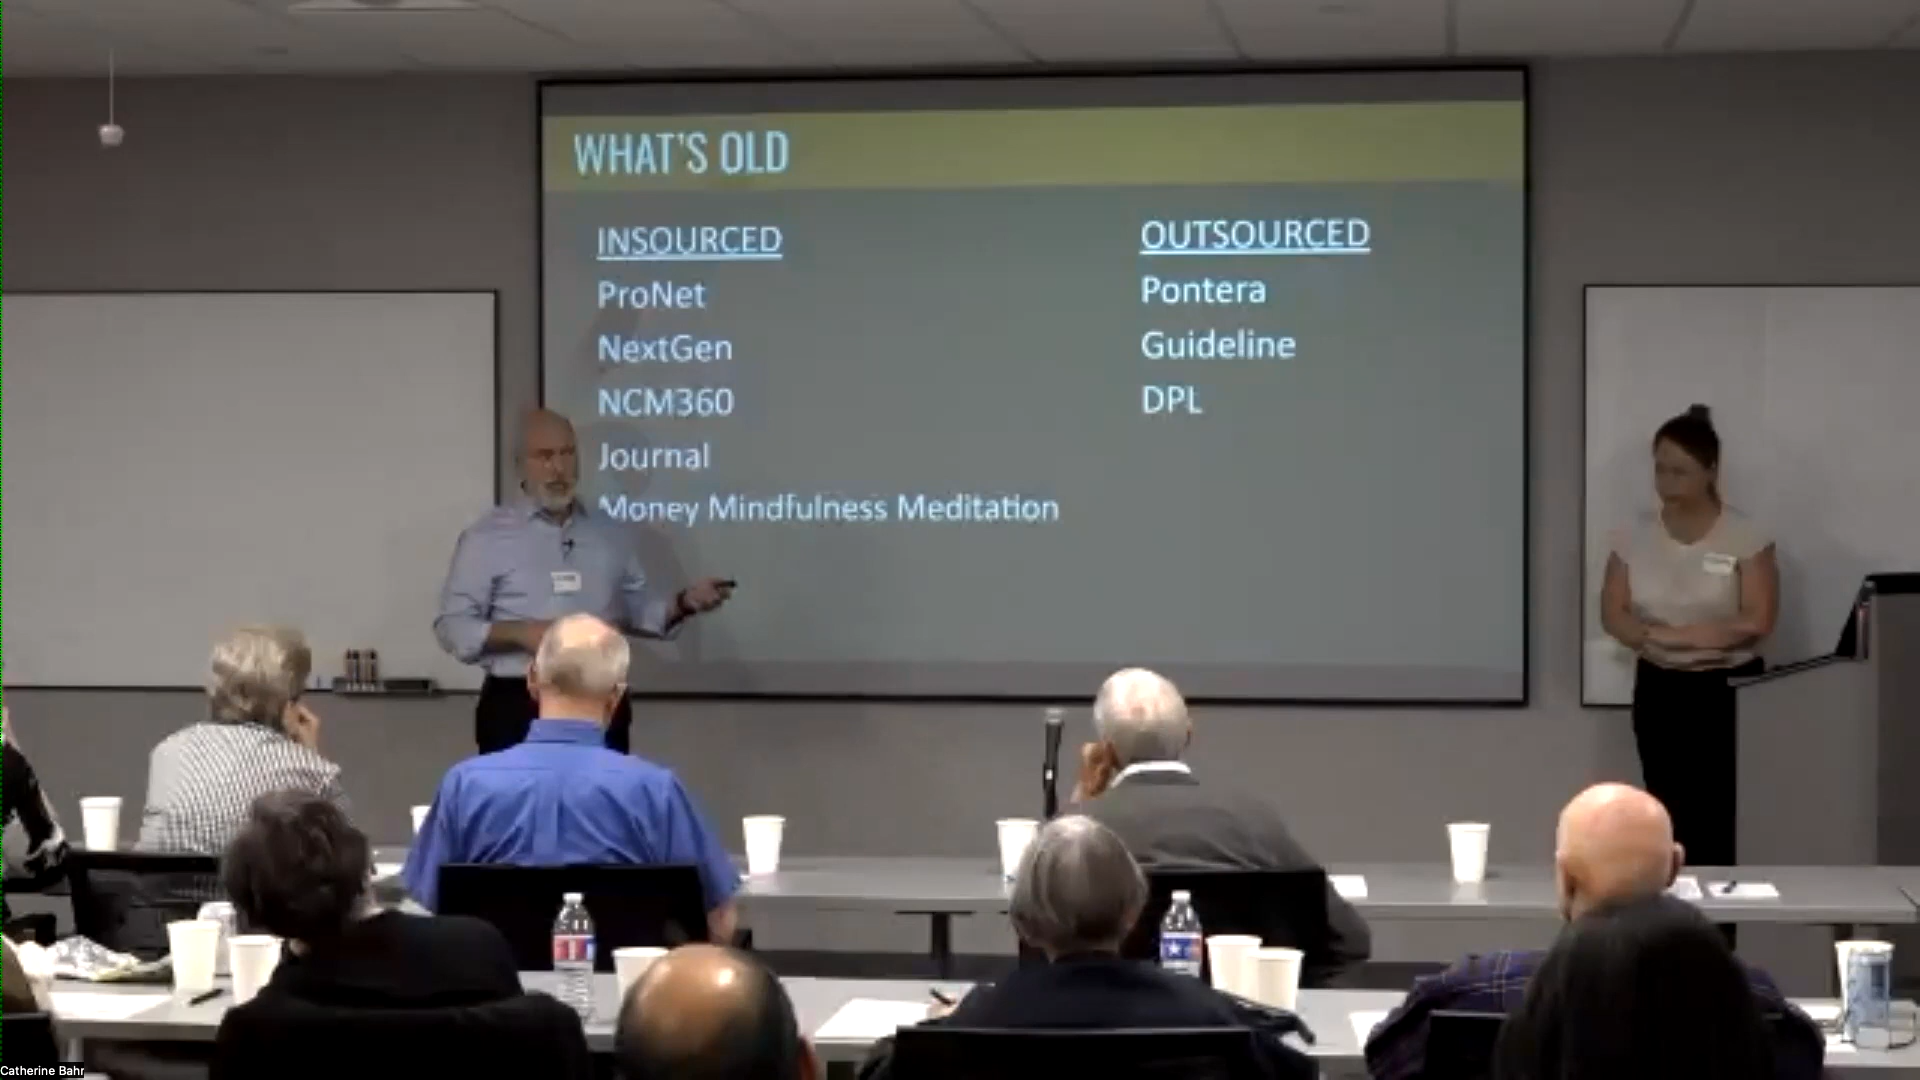 WHAT'S OLD
INSOURCED
ProNet
NextGen
NCM360
Journal
Money Mindfulness Meditation
OUTSOURCED
Pontera
Guideline
DPL
Catherine Bahr